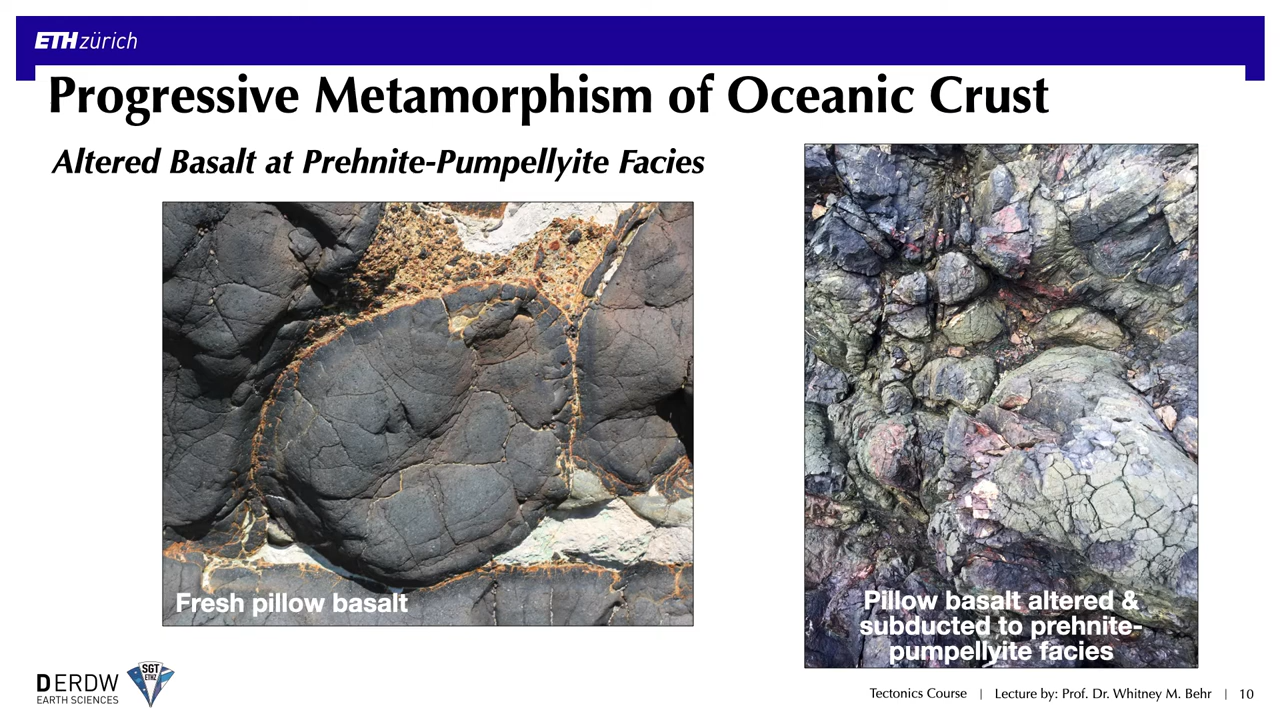 ETH zürich
Progressive Metamorphism of Oceanic Crust
Altered Basalt at Prehnite-Pumpellyite Facies
Fresh pillow basalt
Pillow basalt altered &
subducted to prehnite-
pumpellyite facies
DERDW
EARTH SCIENCES
SGT
ETHZ
Tectonics Course | Lecture by: Prof. Dr. Whitney M. Behr | 10